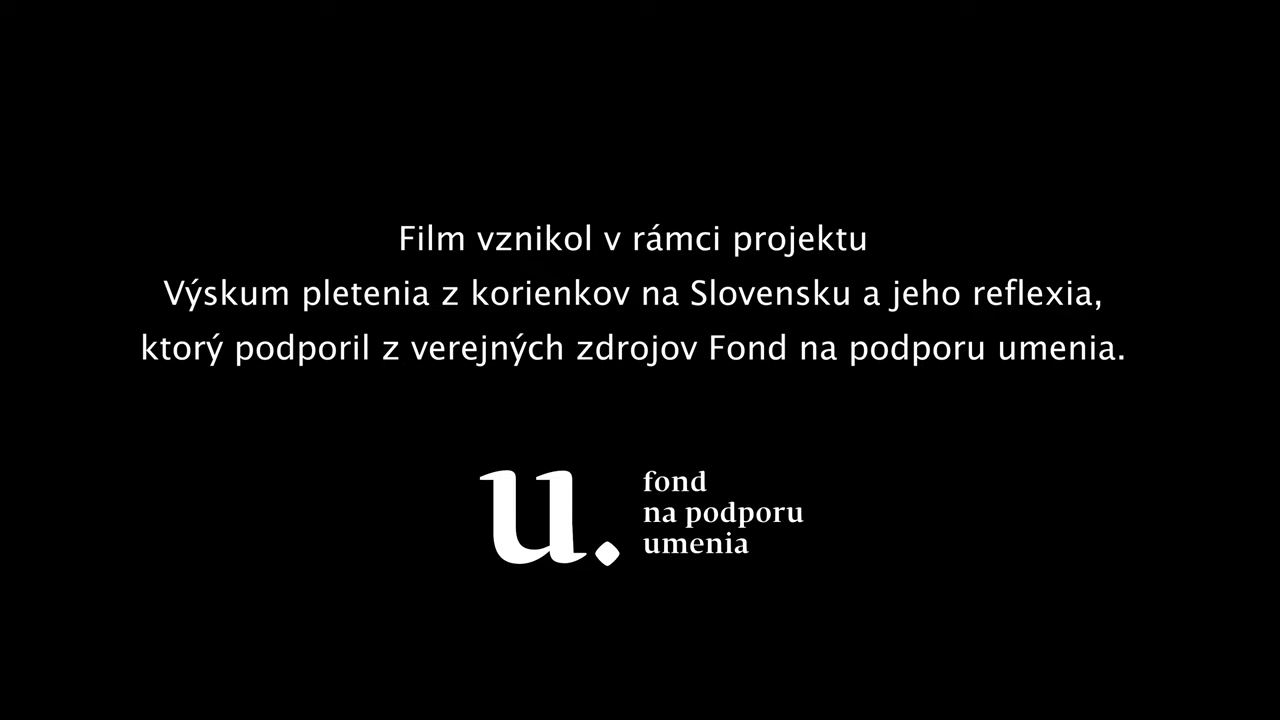 Film vznikol v rámci projektu
Výskum pletenia z korienkov na Slovensku a jeho reflexia,
ktorý podporil z verejných zdrojov Fond na podporu umenia.
u.
fond
na podporu
umenia